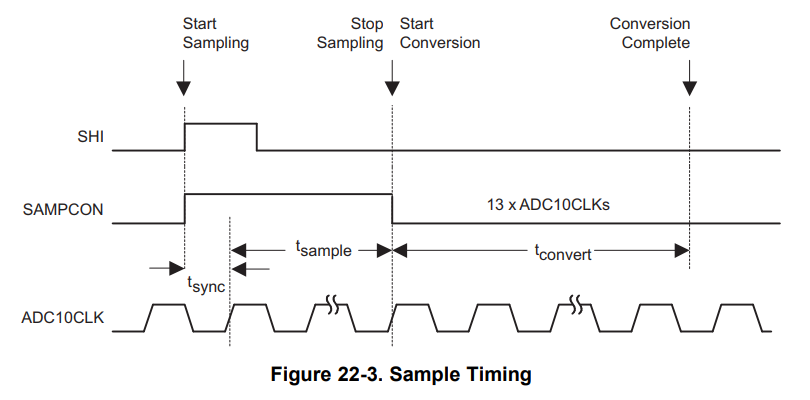 Start Sampling
Stop Sampling
Start Conversion
Conversion Complete
SHI
SAMPCON
13 x ADC10CLKs
tsample
tconvert
tsync
ADC10CLK
Figure 22-3. Sample Timing